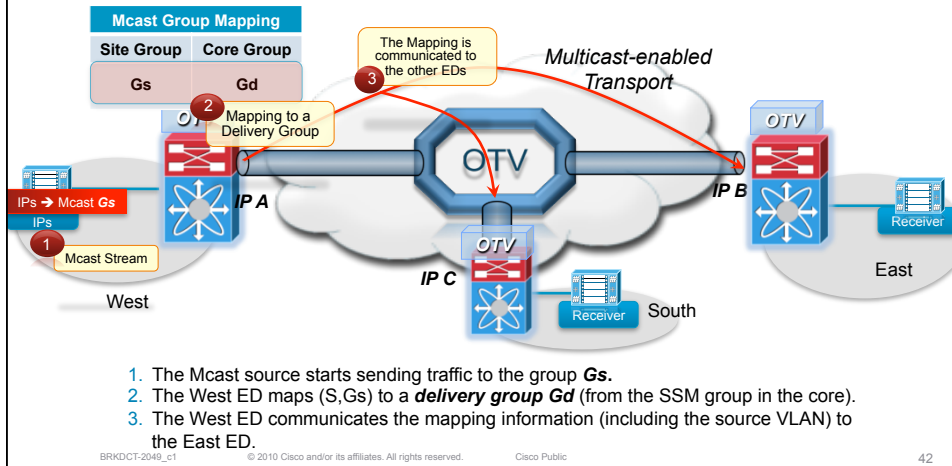 Mcast Group Mapping
Site Group Core Group
Gs Gd
The Mapping is
communicated to
the other EDs
3
Multicast-enabled
Transport
2
Mapping to a
Delivery Group
OTV
OTV
OTV
IP A
IP B
IPs → Mcast Gs
IPs
1
Mcast Stream
West
OTV
IP C
Receiver
South
Receiver
East
1. The Mcast source starts sending traffic to the group Gs.
2. The West ED maps (S,Gs) to a delivery group Gd (from the SSM group in the core).
3. The West ED communicates the mapping information (including the source VLAN) to
the East ED.
BRKDCT-2049_c1 © 2010 Cisco and/or its affiliates. All rights reserved. Cisco Public 42